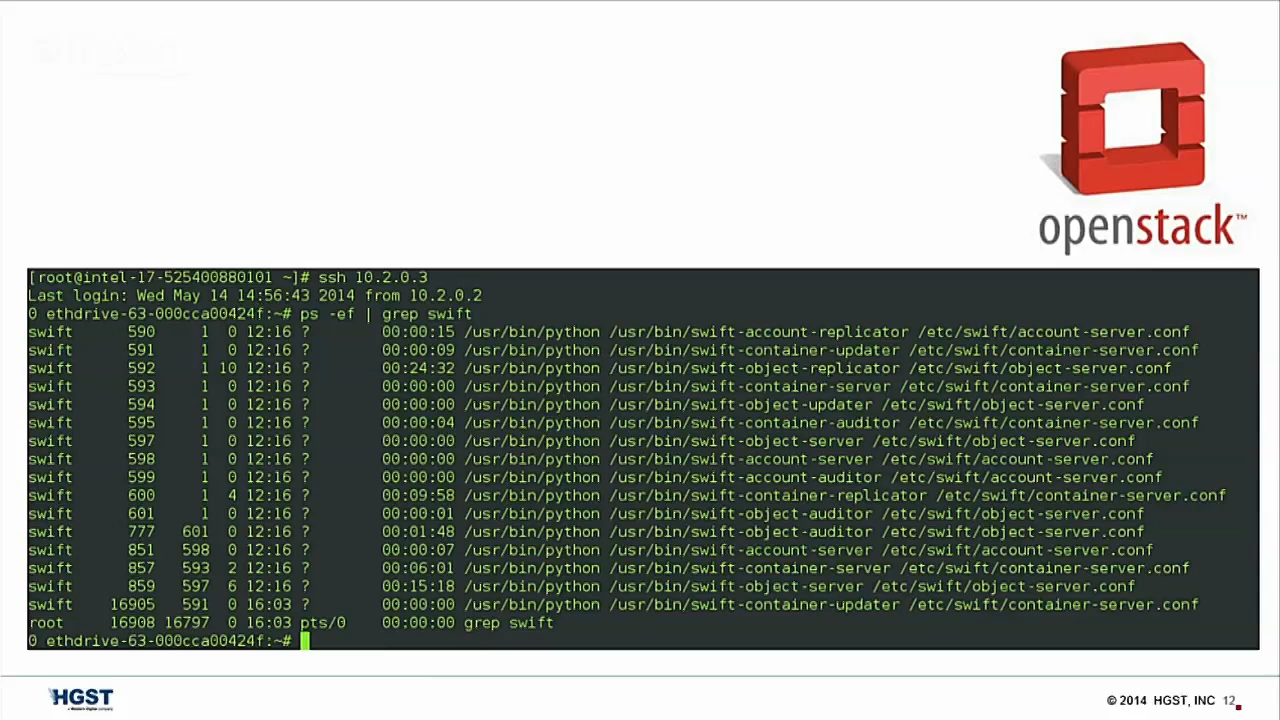 openstack™
[root@intel-17-525400880101 ~]# ssh 10.2.0.3
Last login: Wed May 14 14:56:43 2014 from 10.2.0.2
0 ethdrive-63-000cca00424f:~# ps -ef | grep swift
swift 590 1 0 12:16 ? 00:00:15 /usr/bin/python /usr/bin/swift-account-replicator /etc/swift/account-server.conf
swift 591 1 0 12:16 ? 00:00:09 /usr/bin/python /usr/bin/swift-container-updater /etc/swift/container-server.conf
swift 592 1 10 12:16 ? 00:24:32 /usr/bin/python /usr/bin/swift-object-replicator /etc/swift/object-server.conf
swift 593 1 0 12:16 ? 00:00:00 /usr/bin/python /usr/bin/swift-container-server /etc/swift/container-server.conf
swift 594 1 0 12:16 ? 00:00:00 /usr/bin/python /usr/bin/swift-object-updater /etc/swift/object-server.conf
swift 595 1 0 12:16 ? 00:00:04 /usr/bin/python /usr/bin/swift-container-auditor /etc/swift/container-server.conf
swift 597 1 0 12:16 ? 00:00:00 /usr/bin/python /usr/bin/swift-object-server /etc/swift/object-server.conf
swift 598 1 0 12:16 ? 00:00:00 /usr/bin/python /usr/bin/swift-account-server /etc/swift/account-server.conf
swift 599 1 0 12:16 ? 00:00:00 /usr/bin/python /usr/bin/swift-account-auditor /etc/swift/account-server.conf
swift 600 1 4 12:16 ? 00:09:58 /usr/bin/python /usr/bin/swift-container-replicator /etc/swift/container-server.conf
swift 601 1 0 12:16 ? 00:00:01 /usr/bin/python /usr/bin/swift-object-auditor /etc/swift/object-server.conf
swift 777 601 0 12:16 ? 00:01:48 /usr/bin/python /usr/bin/swift-object-auditor /etc/swift/object-server.conf
swift 851 598 0 12:16 ? 00:00:07 /usr/bin/python /usr/bin/swift-account-server /etc/swift/account-server.conf
swift 857 593 2 12:16 ? 00:06:01 /usr/bin/python /usr/bin/swift-container-server /etc/swift/container-server.conf
swift 859 597 6 12:16 ? 00:15:18 /usr/bin/python /usr/bin/swift-object-server /etc/swift/object-server.conf
swift 16905 591 0 16:03 ? 00:00:00 /usr/bin/python /usr/bin/swift-container-updater /etc/swift/container-server.conf
root 16908 16797 0 16:03 pts/0 00:00:00 grep swift
0 ethdrive-63-000cca00424f:~#
HGST
a Western Digital company
© 2014 HGST, INC 12